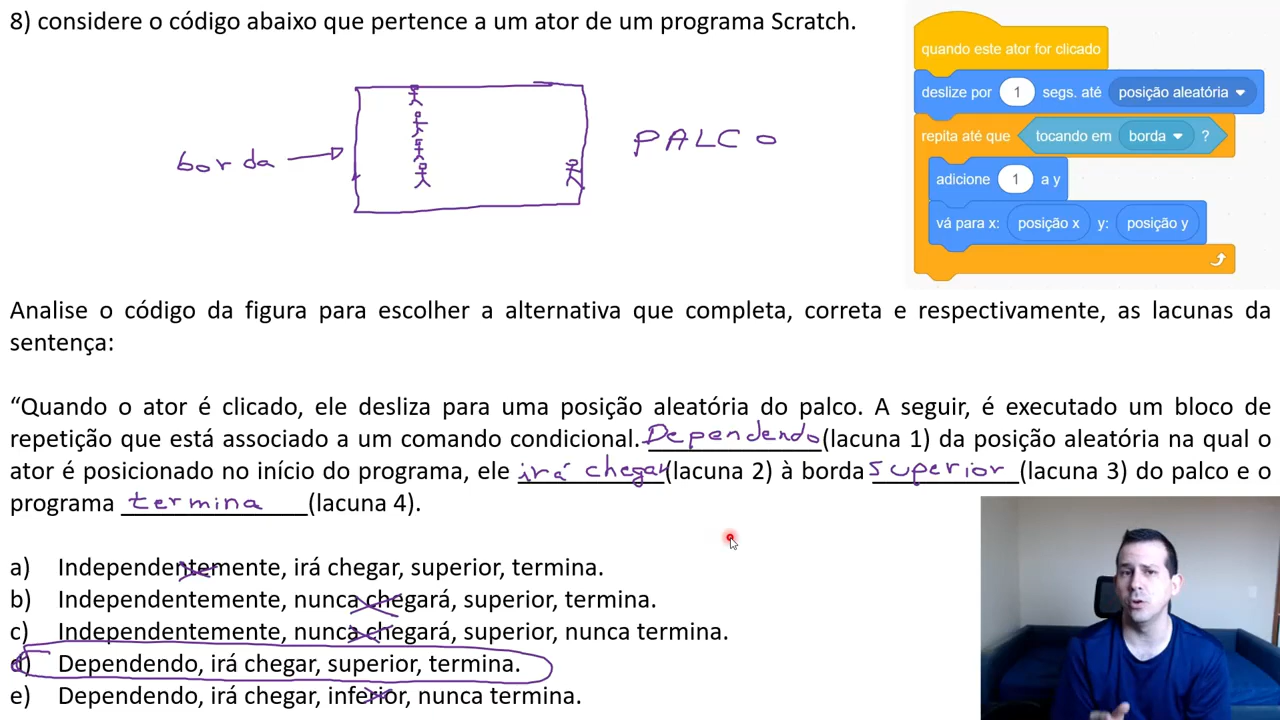 8) considere o código abaixo que pertence a um ator de um programa Scratch.
quando este ator for clicado
deslize por 1 segs. até posição aleatória
repita até que tocando em borda ?
adicione 1 a y
vá para x: posição x y: posição y
borda
PALCO
Analise o código da figura para escolher a alternativa que completa, correta e respectivamente, as lacunas da
sentença:
“Quando o ator é clicado, ele desliza para uma posição aleatória do palco. A seguir, é executado um bloco de
repetição que está associado a um comando condicional. Dependendo (lacuna 1) da posição aleatória na qual o
ator é posicionado no início do programa, ele irá chegar (lacuna 2) à borda superior (lacuna 3) do palco e o
programa termina (lacuna 4).
a) Independentemente, irá chegar, superior, termina.
b) Independentemente, nunca chegará, superior, termina.
c) Independentemente, nunca chegará, superior, nunca termina.
d) Dependendo, irá chegar, superior, termina.
e) Dependendo, irá chegar, inferior, nunca termina.